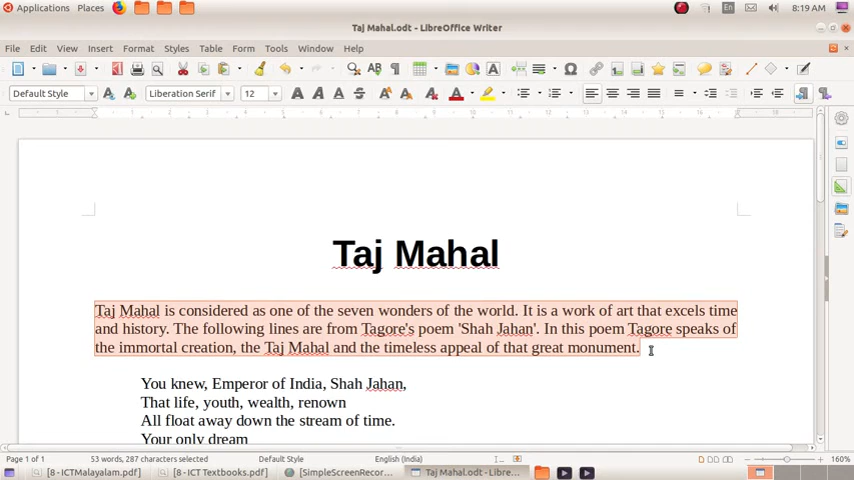 Applications Places En 8:19 AM
Taj Mahal.odt - LibreOffice Writer
File Edit View Insert Format Styles Table Form Tools Window Help
Default Style Liberation Serif 12
Taj Mahal
Taj Mahal is considered as one of the seven wonders of the world. It is a work of art that excels time
and history. The following lines are from Tagore's poem 'Shah Jahan'. In this poem Tagore speaks of
the immortal creation, the Taj Mahal and the timeless appeal of that great monument.
You knew, Emperor of India, Shah Jahan,
That life, youth, wealth, renown
All float away down the stream of time.
Your only dream
Page 1 of 1 53 words, 287 characters selected Default Style English (India) 160%
[8 - ICTMalayalam.pdf] [8 - ICT Textbooks.pdf] [SimpleScreenRecor... Taj Mahal.odt - Libre...